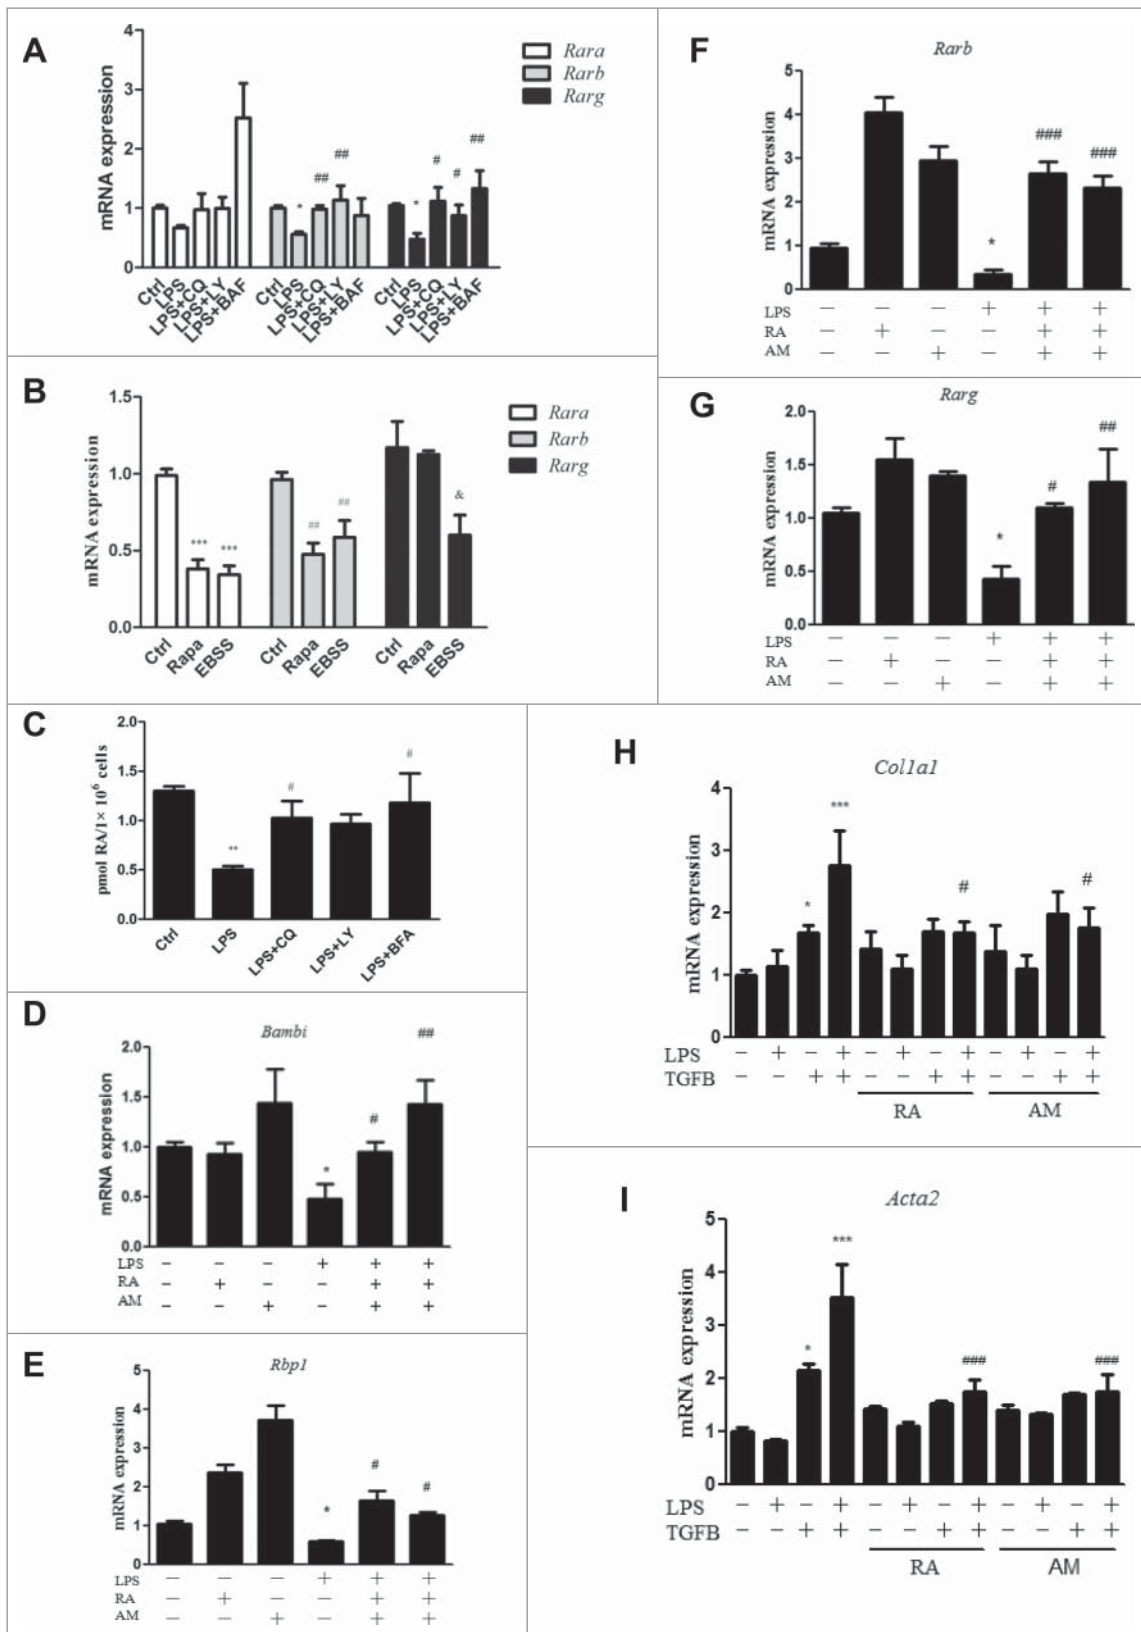 A
4
3
2
1
0
mRNA expression
Rara
Rarb
Rarg
*
##
##
*
#
#
##
Ctrl
LPS
LPS+CQ
LPS+LY
LPS+BAF
Ctrl
LPS
LPS+CQ
LPS+LY
LPS+BAF
Ctrl
LPS
LPS+CQ
LPS+LY
LPS+BAF
B
1.5
1.0
0.5
0.0
mRNA expression
Rara
Rarb
Rarg
***
***
##
##
&
Ctrl
Rapa
EBSS
Ctrl
Rapa
EBSS
Ctrl
Rapa
EBSS
C
2.0
1.5
1.0
0.5
0.0
pmol RA/1× 10⁶ cells
**
#
#
Ctrl
LPS
LPS+CQ
LPS+LY
LPS+BFA
D
Bambi
2.0
1.5
1.0
0.5
0.0
mRNA expression
*
#
##
LPS − − − + + +
RA − + − − + +
AM − − + − + +
E
Rbp1
5
4
3
2
1
0
mRNA expression
*
#
#
LPS − − − + + +
RA − + − − + +
AM − − + − + +
F
Rarb
5
4
3
2
1
0
mRNA expression
*
###
###
LPS − − − + + +
RA − + − − + +
AM − − + − + +
G
Rarg
2.0
1.5
1.0
0.5
0.0
mRNA expression
*
#
##
LPS − − − + + +
RA − + − − + +
AM − − + − + +
H
Col1a1
4
3
2
1
0
mRNA expression
*
***
#
#
LPS − + − + − + − + − + − +
TGFB − − + + − − + + − − + +
RA AM
I
Acta2
5
4
3
2
1
0
mRNA expression
*
***
###
###
LPS − + − + − + − + − + − +
TGFB − − + + − − + + − − + +
RA AM